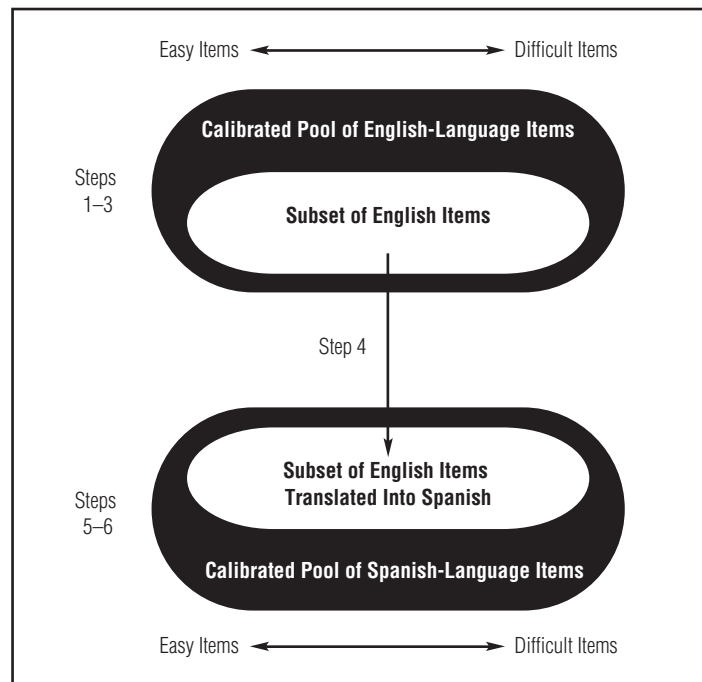 Easy Items Difficult Items
Calibrated Pool of English-Language Items
Steps
1–3
Subset of English Items
Step 4
Subset of English Items
Translated Into Spanish
Steps
5–6
Calibrated Pool of Spanish-Language Items
Easy Items Difficult Items